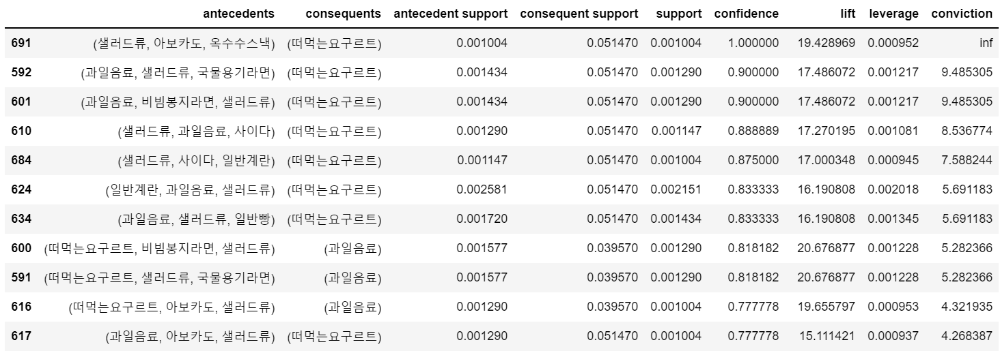 antecedents consequents antecedent support consequent support support confidence lift leverage conviction
691 (샐러드류, 아보카도, 옥수수스낵) (떠먹는요구르트) 0.001004 0.051470 0.001004 1.000000 19.428969 0.000952 inf
592 (과일음료, 샐러드류, 국물용기라면) (떠먹는요구르트) 0.001434 0.051470 0.001290 0.900000 17.486072 0.001217 9.485305
601 (과일음료, 비빔봉지라면, 샐러드류) (떠먹는요구르트) 0.001434 0.051470 0.001290 0.900000 17.486072 0.001217 9.485305
610 (샐러드류, 과일음료, 사이다) (떠먹는요구르트) 0.001290 0.051470 0.001147 0.888889 17.270195 0.001081 8.536774
684 (샐러드류, 사이다, 일반계란) (떠먹는요구르트) 0.001147 0.051470 0.001004 0.875000 17.000348 0.000945 7.588244
624 (일반계란, 과일음료, 샐러드류) (떠먹는요구르트) 0.002581 0.051470 0.002151 0.833333 16.190808 0.002018 5.691183
634 (과일음료, 샐러드류, 일반빵) (떠먹는요구르트) 0.001720 0.051470 0.001434 0.833333 16.190808 0.001345 5.691183
600 (떠먹는요구르트, 비빔봉지라면, 샐러드류) (과일음료) 0.001577 0.039570 0.001290 0.818182 20.676877 0.001228 5.282366
591 (떠먹는요구르트, 샐러드류, 국물용기라면) (과일음료) 0.001577 0.039570 0.001290 0.818182 20.676877 0.001228 5.282366
616 (떠먹는요구르트, 아보카도, 샐러드류) (과일음료) 0.001290 0.039570 0.001004 0.777778 19.655797 0.000953 4.321935
617 (과일음료, 아보카도, 샐러드류) (떠먹는요구르트) 0.001290 0.051470 0.001004 0.777778 15.111421 0.000937 4.268387